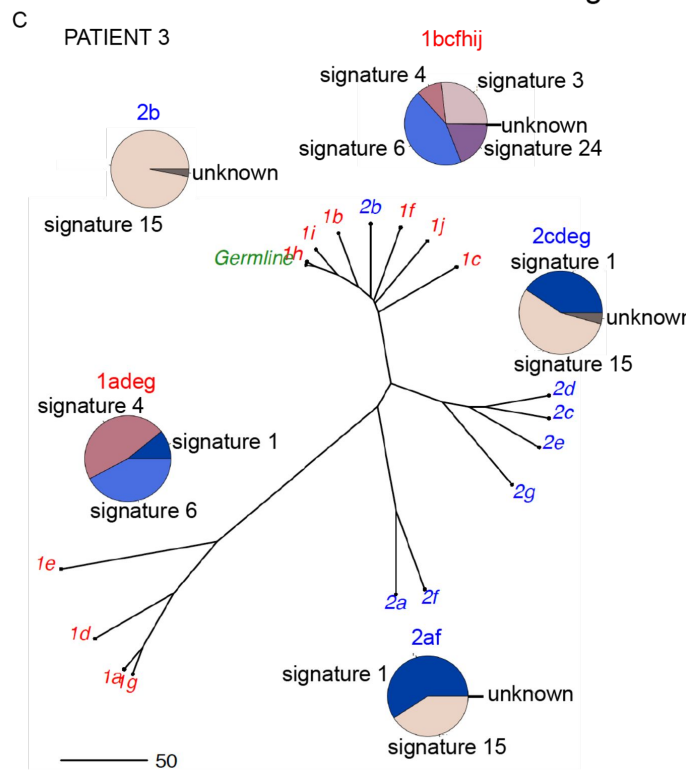 C
PATIENT 3
1bcfhij
signature 4
signature 3
2b
unknown
signature 6
signature 24
unknown
signature 15
2b
1f
1b
1j
1i
2cdeg
Germline
1h
1c
signature 1
unknown
signature 15
1adeg
2d
signature 4
2c
signature 1
2e
2g
signature 6
1e
2a
2f
1d
2af
1a
1g
signature 1
unknown
signature 15
50